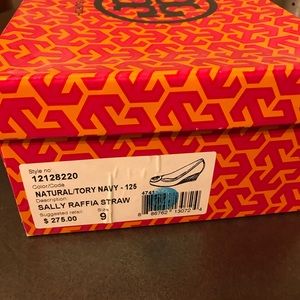 Style no:
12128220
Color/Code
NATURAL/TORY NAVY - 125
Description:
SALLY RAFFIA STRAW
Suggested retail: Size
$ 275.00 9